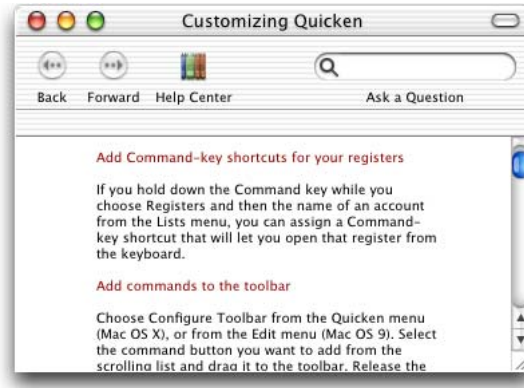 Customizing Quicken
Back Forward Help Center Ask a Question
Add Command-key shortcuts for your registers
If you hold down the Command key while you
choose Registers and then the name of an account
from the Lists menu, you can assign a Command-
key shortcut that will let you open that register from
the keyboard.
Add commands to the toolbar
Choose Configure Toolbar from the Quicken menu
(Mac OS X), or from the Edit menu (Mac OS 9). Select
the command button you want to add from the
scrolling list and drag it to the toolbar. Release the